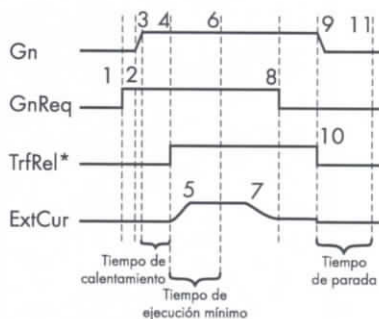 3 4 6 9 11
Gn
1 2 8
GnReq
10
TrfRel*
5 7
ExtCur
Tiempo de
calentamiento
Tiempo
de parada
Tiempo de
ejecución mínimo